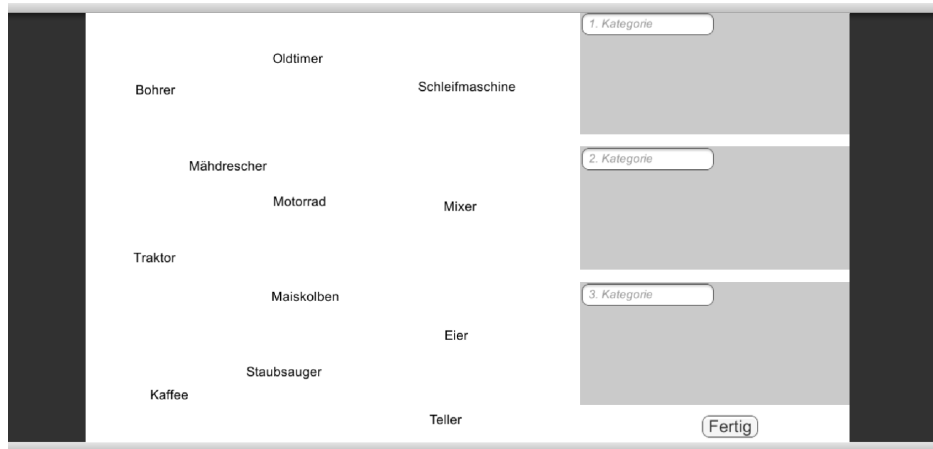 Oldtimer
Bohrer
Schleifmaschine
Mähdrescher
Motorrad
Mixer
Traktor
Maiskolben
Eier
Staubsauger
Kaffee
Teller
1. Kategorie
2. Kategorie
3. Kategorie
Fertig